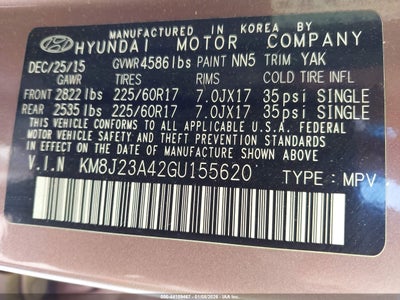 MANUFACTURED IN KOREA BY
HYUNDAI MOTOR COMPANY
DEC/25/15 GVWR 4586lbs PAINT NN5 TRIM YAK
GAWR TIRES RIMS COLD TIRE INFL
FRONT 2822 lbs 225/60R17 7.0JX17 35psi SINGLE
REAR 2535 lbs 225/60R17 7.0JX17 35psi SINGLE
THIS VEHICLE CONFORMS TO ALL APPLICABLE U.S. FEDERAL
MOTOR VEHICLE SAFETY, BUMPER, AND THEFT PREVENTION
STANDARDS IN EFFECT ON THE DATE OF MANUFACTURE SHOWN ABOVE.
V.I.N KM8J23A42GU155620 TYPE : MPV